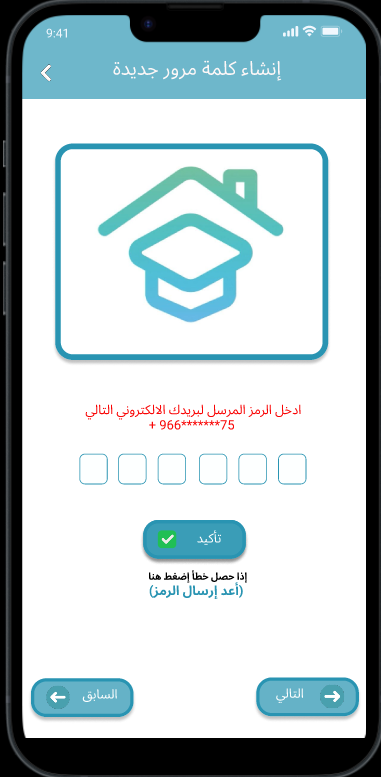 9:41
إنشاء كلمة مرور جديدة
ادخل الرمز المرسل لبريدك الالكتروني التالي
+ 966*******75
تأكيد
إذا حصل خطأ إضغط هنا
(أعد إرسال الرمز)
التالي
السابق